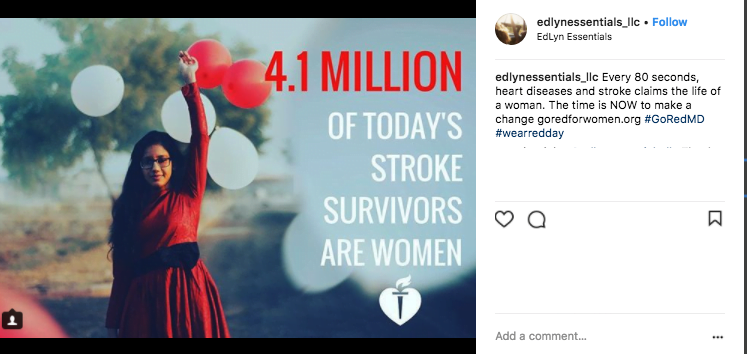 4.1 MILLION
OF TODAY'S
STROKE
SURVIVORS
ARE WOMEN
edlynessentials_llc • Follow
EdLyn Essentials
edlynessentials_llc Every 80 seconds,
heart diseases and stroke claims the life of
a woman. The time is NOW to make a
change goredforwomen.org #GoRedMD
#wearredday
Add a comment...